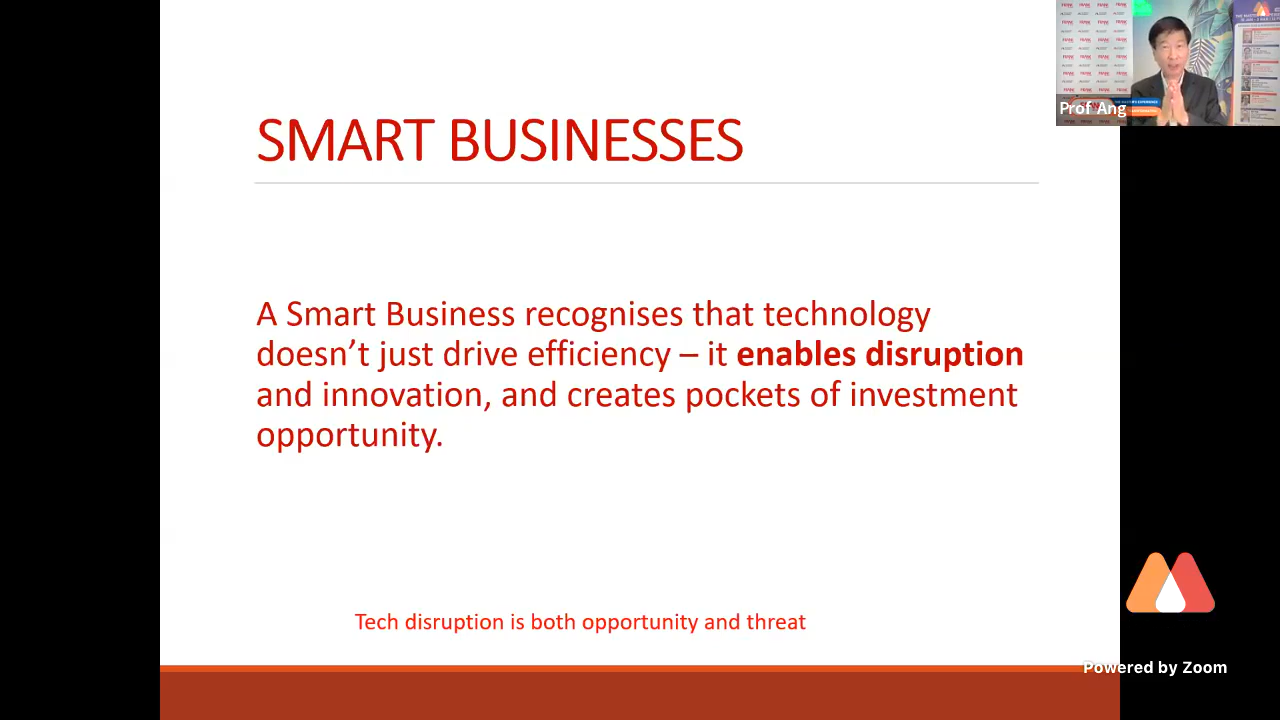 SMART BUSINESSES
A Smart Business recognises that technology
doesn't just drive efficiency – it enables disruption
and innovation, and creates pockets of investment
opportunity.
Tech disruption is both opportunity and threat
Prof Ang
Powered by Zoom